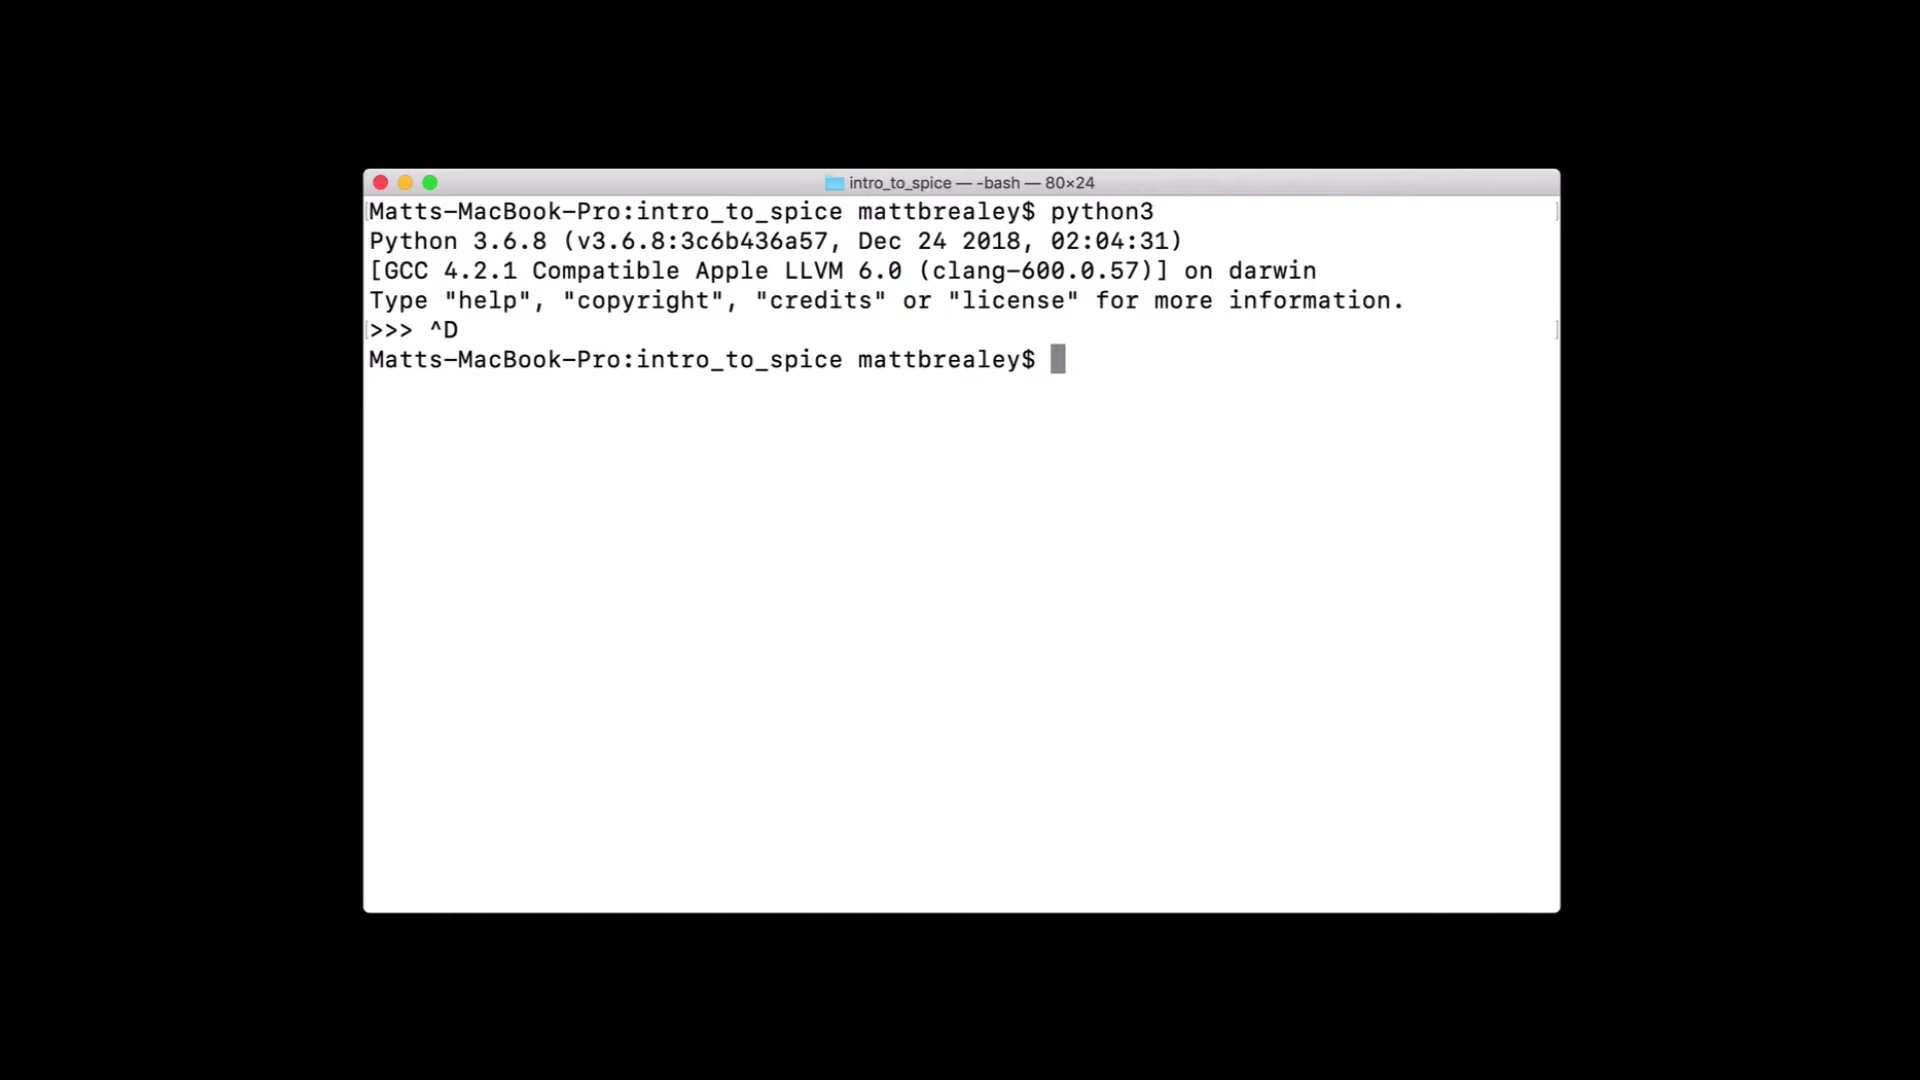 intro_to_spice — -bash — 80×24
Matts-MacBook-Pro:intro_to_spice mattbrealey$ python3
Python 3.6.8 (v3.6.8:3c6b436a57, Dec 24 2018, 02:04:31)
[GCC 4.2.1 Compatible Apple LLVM 6.0 (clang-600.0.57)] on darwin
Type "help", "copyright", "credits" or "license" for more information.
>>> ^D
Matts-MacBook-Pro:intro_to_spice mattbrealey$